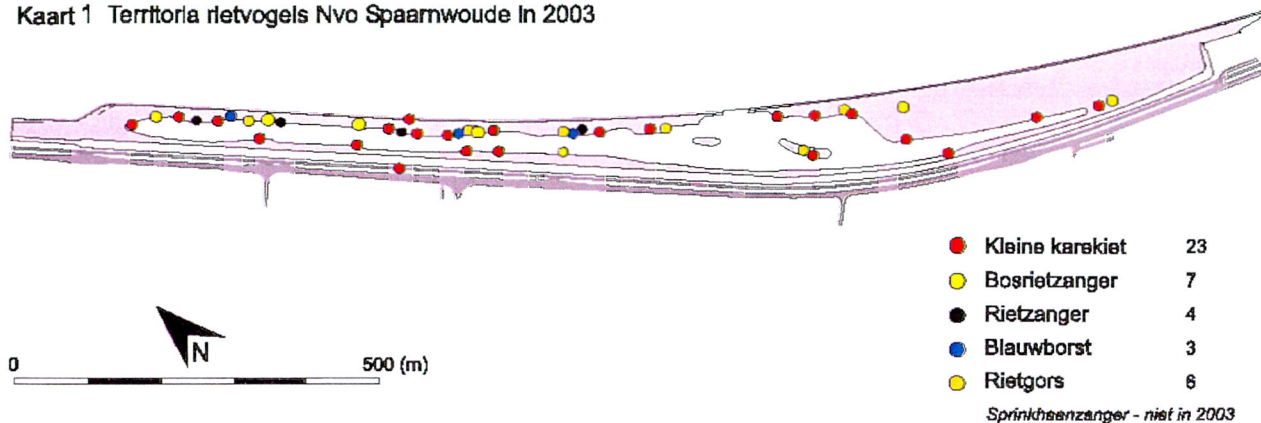 Kaart 1 Territoria rietvogels Nvo Spaarnwoude in 2003
Kleine karekiet 23
Bosrietzanger 7
Rietzanger 4
Blauwborst 3
Rietgors 6
Sprinkhaanzanger - niet in 2003
N
0 500 (m)